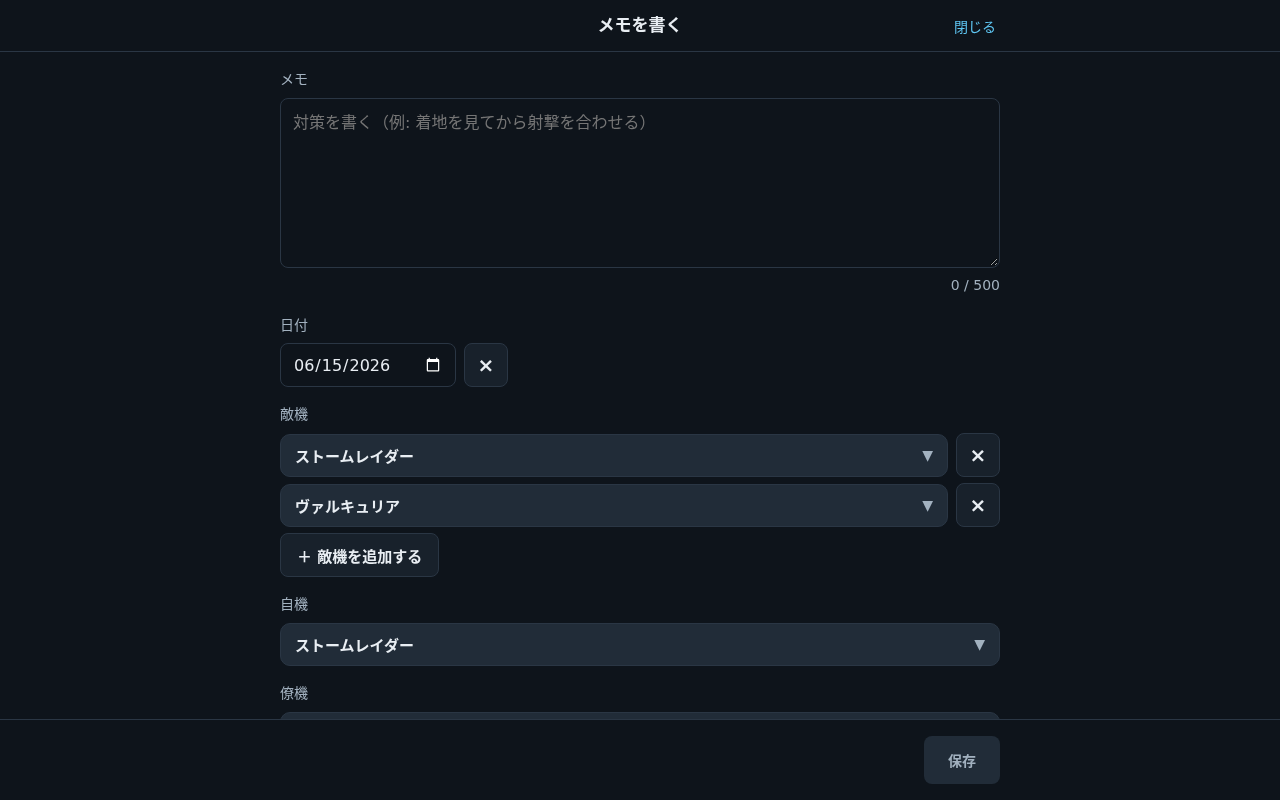 メモを書く
閉じる
メモ
対策を書く（例: 着地を見てから射撃を合わせる）
0 / 500
日付
06/15/2026
敵機
ストームレイダー
ヴァルキュリア
＋ 敵機を追加する
自機
ストームレイダー
僚機
保存